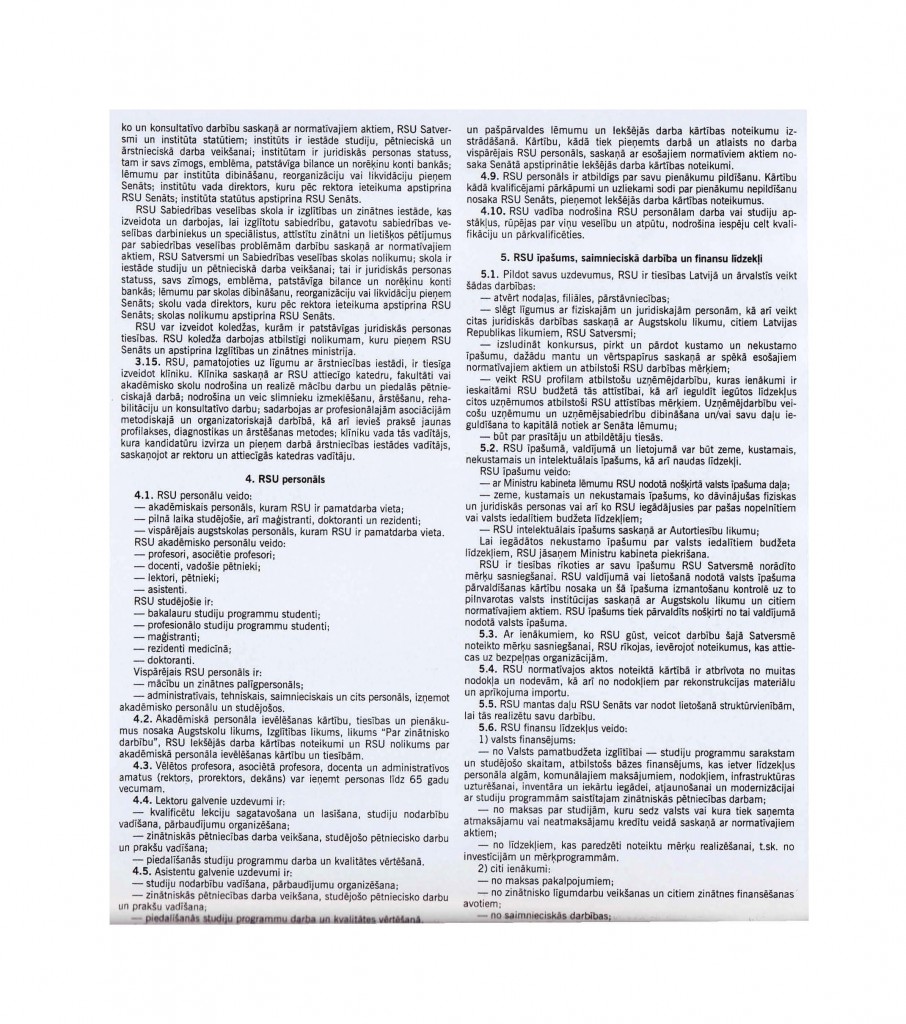 ko un konsultatīvo darbību saskaņā ar normatīvajiem aktiem, RSU Satver-
smi un institūta statūtiem; institūts ir iestāde studiju, pētnieciskā un
ārstnieciskā darba veikšanai; institūtam ir juridiskās personas statuss,
tam ir savs zīmogs, emblēma, patstāvīga bilance un norēķinu konti bankās;
lēmumu par institūta dibināšanu, reorganizāciju vai likvidāciju pieņem
Senāts; institūtu vada direktors, kuru pēc rektora ieteikuma apstiprina
RSU Senāts; institūta statūtus apstiprina RSU Senāts.
RSU Sabiedrības veselības skola ir izglītības un zinātnes iestāde, kas
izveidota un darbojas, lai izglītotu sabiedrību, gatavotu sabiedrības ve-
selības darbiniekus un speciālistus, attīstītu zinātni un lietišķos pētījumus
par sabiedrības veselības problēmām darbību saskaņā ar normatīvajiem
aktiem, RSU Satversmi un Sabiedrības veselības skolas nolikumu; skola ir
iestāde studiju un pētnieciskā darba veikšanai; tai ir juridiskās personas
statuss, savs zīmogs, emblēma, patstāvīga bilance un norēķinu konti
bankās; lēmumu par skolas dibināšanu, reorganizāciju vai likvidāciju pieņem
Senāts; skolu vada direktors, kuru pēc rektora ieteikuma apstiprina RSU
Senāts; skolas nolikumu apstiprina RSU Senāts.
RSU var izveidot koledžas, kurām ir patstāvīgas juridiskās personas
tiesības. RSU koledža darbojas atbilstīgi nolikumam, kuru pieņem RSU
Senāts un apstiprina Izglītības un zinātnes ministrija.
3.15. RSU, pamatojoties uz līgumu ar ārstniecības iestādi, ir tiesīga
izveidot klīniku. Klīnika saskaņā ar RSU attiecīgo katedru, fakultāti vai
akadēmisko skolu nodrošina un realizē mācību darbu un piedalās pētnie-
ciskajā darbā; nodrošina un veic slimnieku izmeklēšanu, ārstēšanu, reha-
bilitāciju un konsultatīvo darbu; sadarbojas ar profesionālajām asociācijām
metodiskajā un organizatoriskajā darbībā, kā arī ievieš praksē jaunas
profilakses, diagnostikas un ārstēšanas metodes; klīniku vada tās vadītājs,
kura kandidatūru izvirza un pieņem darbā ārstniecības iestādes vadītājs,
saskaņojot ar rektoru un attiecīgās katedras vadītāju.
4. RSU personāls
4.1. RSU personālu veido:
— akadēmiskais personāls, kuram RSU ir pamatdarba vieta;
— pilnā laika studējošie, arī maģistranti, doktoranti un rezidenti;
— vispārējais augstskolas personāls, kuram RSU ir pamatdarba vieta.
RSU akadēmisko personālu veido:
— profesori, asociētie profesori;
— docenti, vadošie pētnieki;
— lektori, pētnieki;
— asistenti.
RSU studējošie ir:
— bakalauru studiju programmu studenti;
— profesionālo studiju programmu studenti;
— maģistranti;
— rezidenti medicīnā;
— doktoranti.
Vispārējais RSU personāls ir:
— mācību un zinātnes palīgpersonāls;
— administratīvais, tehniskais, saimnieciskais un cits personāls, izņemot
akadēmisko personālu un studējošos.
4.2. Akadēmiskā personāla ievēlēšanas kārtību, tiesības un pienāku-
mus nosaka Augstskolu likums, Izglītības likums, likums "Par zinātnisko
darbību", RSU Iekšējās darba kārtības noteikumi un RSU nolikums par
akadēmiskā personāla ievēlēšanas kārtību un tiesībām.
4.3. Vēlētos profesora, asociētā profesora, docenta un administratīvos
amatus (rektors, prorektors, dekāns) var ieņemt personas līdz 65 gadu
vecumam.
4.4. Lektoru galvenie uzdevumi ir:
— kvalificētu lekciju sagatavošana un lasīšana, studiju nodarbību
vadīšana, pārbaudījumu organizēšana;
— zinātniskās pētniecības darba veikšana, studējošo pētniecisko darbu
un prakšu vadīšana;
— piedalīšanās studiju programmu darba un kvalitātes vērtēšanā.
4.5. Asistentu galvenie uzdevumi ir:
— studiju nodarbību vadīšana, pārbaudījumu organizēšana;
— zinātniskās pētniecības darba veikšana, studējošo pētniecisko darbu
un prakšu vadīšana;
— piedalīšanās studiju programmu darba un kvalitātes vērtēšanā.
un pašpārvaldes lēmumu un Iekšējās darba kārtības noteikumu iz-
strādāšanā. Kārtību, kādā tiek pieņemts darbā un atlaists no darba
vispārējais RSU personāls, saskaņā ar esošajiem normatīviem aktiem no-
saka Senātā apstiprinātie Iekšējās darba kārtības noteikumi.
4.9. RSU personāls ir atbildīgs par savu pienākumu pildīšanu. Kārtību
kādā kvalificējami pārkāpumi un uzliekami sodi par pienākumu nepildīšanu
nosaka RSU Senāts, pieņemot Iekšējās darba kārtības noteikumus.
4.10. RSU vadība nodrošina RSU personālam darba vai studiju ap-
stākļus, rūpējas par viņu veselību un atpūtu, nodrošina iespēju celt kvali-
fikāciju un pārkvalificēties.
5. RSU īpašums, saimnieciskā darbība un finansu līdzekļi
5.1. Pildot savus uzdevumus, RSU ir tiesības Latvijā un ārvalstīs veikt
šādas darbības:
— atvērt nodaļas, filiāles, pārstāvniecības;
— slēgt līgumus ar fiziskajām un juridiskajām personām, kā arī veikt
citas juridiskās darbības saskaņā ar Augstskolu likumu, citiem Latvijas
Republikas likumiem, RSU Satversmi;
— izsludināt konkursus, pirkt un pārdot kustamo un nekustamo
īpašumu, dažādu mantu un vērtspapīrus saskaņā ar spēkā esošajiem
normatīvajiem aktiem un atbilstoši RSU darbības mērķiem;
— veikt RSU profilam atbilstošu uzņēmējdarbību, kuras ienākumi ir
ieskaitāmi RSU budžetā tās attīstībai, kā arī ieguldīt iegūtos līdzekļus
citos uzņēmumos atbilstoši RSU attīstības mērķiem. Uzņēmējdarbību vei-
cošu uzņēmumu un uzņēmējsabiedrību dibināšana un/vai savu daļu ie-
guldīšana to kapitālā notiek ar Senāta lēmumu;
— būt par prasītāju un atbildētāju tiesās.
5.2. RSU īpašumā, valdījumā un lietojumā var būt zeme, kustamais,
nekustamais un intelektuālais īpašums, kā arī naudas līdzekļi.
RSU īpašumu veido:
— ar Ministru kabineta lēmumu RSU nodotā nošķirtā valsts īpašuma daļa;
— zeme, kustamais un nekustamais īpašums, ko dāvinājušas fiziskas
un juridiskās personas vai arī ko RSU iegādājusies par pašas nopelnītiem
vai valsts iedalītiem budžeta līdzekļiem;
— RSU intelektuālais īpašums saskaņā ar Autortiesību likumu;
Lai iegādātos nekustamo īpašumu par valsts iedalītiem budžeta
līdzekļiem, RSU jāsaņem Ministru kabineta piekrišana.
RSU ir tiesības rīkoties ar savu īpašumu RSU Satversmē norādīto
mērķu sasniegšanai. RSU valdījumā vai lietošanā nodotā valsts īpašuma
pārvaldīšanas kārtību nosaka un šā īpašuma izmantošanu kontrolē uz to
pilnvarotas valsts institūcijas saskaņā ar Augstskolu likumu un citiem
normatīvajiem aktiem. RSU īpašums tiek pārvaldīts nošķirti no tai valdījumā
nodotā valsts īpašuma.
5.3. Ar ienākumiem, ko RSU gūst, veicot darbību šajā Satversmē
noteikto mērķu sasniegšanai, RSU rīkojas, ievērojot noteikumus, kas attie-
cas uz bezpeļņas organizācijām.
5.4. RSU normatīvajos aktos noteiktā kārtībā ir atbrīvota no muitas
nodokļa un nodevām, kā arī no nodokļiem par rekonstrukcijas materiālu
un aprīkojuma importu.
5.5. RSU mantas daļu RSU Senāts var nodot lietošanā struktūrvienībām,
lai tās realizētu savu darbību.
5.6. RSU finansu līdzekļus veido:
1) valsts finansējums:
— no Valsts pamatbudžeta izglītībai — studiju programmu sarakstam
un studējošo skaitam, atbilstošs bāzes finansējums, kas ietver līdzekļus
personāla algām, komunālajiem maksājumiem, nodokļiem, infrastruktūras
uzturēšanai, inventāra un iekārtu iegādei, atjaunošanai un modernizācijai
ar studiju programmām saistītajam zinātniskās pētniecības darbam;
— no maksas par studijām, kuru sedz valsts vai kura tiek saņemta
atmaksājamu vai neatmaksājamu kredītu veidā saskaņā ar normatīvajiem
aktiem;
— no līdzekļiem, kas paredzēti noteiktu mērķu realizēšanai, t.sk. no
investīcijām un mērķprogrammām.
2) citi ienākumi:
— no maksas pakalpojumiem;
— no zinātnisko līgumdarbu veikšanas un citiem zinātnes finansēšanas
avotiem;
— no saimnieciskās darbības;